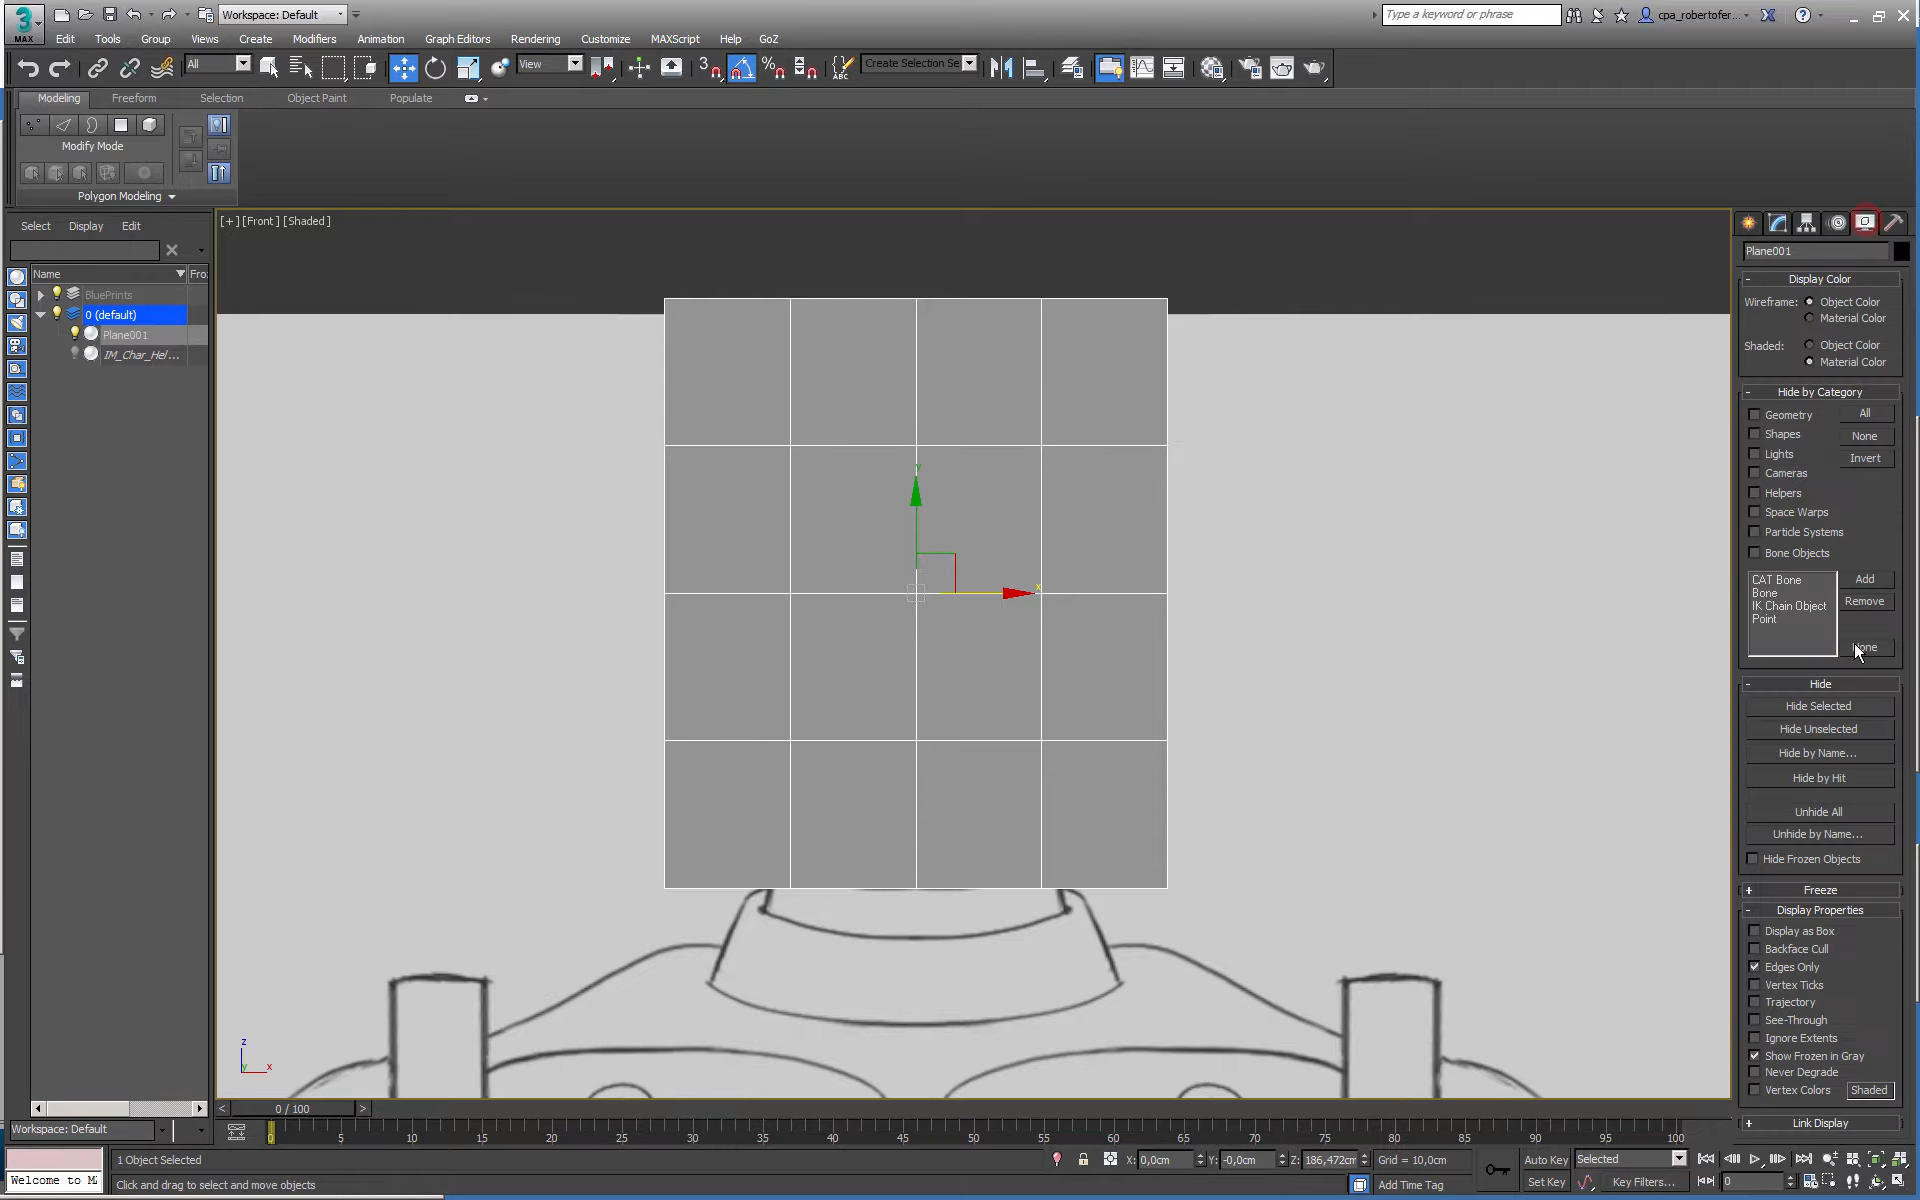 Workspace: Default
Type a keyword or phrase
cpa_robertofer...
MAX
Edit Tools Group Views Create Modifiers Animation Graph Editors Rendering Customize MAXScript Help GoZ
All
View
Create Selection Se
Modeling Freeform Selection Object Paint Populate
Modify Mode
Polygon Modeling
Select Display Edit
Name Fro
BluePrints
0 (default)
Plane001
IM_Char_Hel...
[+] [Front] [Shaded]
y
x
z
y x
Plane001
Display Color
Wireframe: Object Color
Material Color
Shaded: Object Color
Material Color
Hide by Category
Geometry All
Shapes None
Lights Invert
Cameras
Helpers
Space Warps
Particle Systems
Bone Objects
CAT Bone Add
Bone
IK Chain Object Remove
Point
None
Hide
Hide Selected
Hide Unselected
Hide by Name...
Hide by Hit
Unhide All
Unhide by Name...
Hide Frozen Objects
Freeze
Display Properties
Display as Box
Backface Cull
Edges Only
Vertex Ticks
Trajectory
See-Through
Ignore Extents
Show Frozen in Gray
Never Degrade
Vertex Colors Shaded
Link Display
0 / 100
Workspace: Default
0 5 10 15 20 25 30 35 40 45 50 55 60 65 70 75 80 85 90 95 100
1 Object Selected X: 0,0cm Y: -0,0cm Z: 186,472cm Grid = 10,0cm Auto Key Selected
Welcome to M
Click and drag to select and move objects Add Time Tag Set Key Key Filters... 0